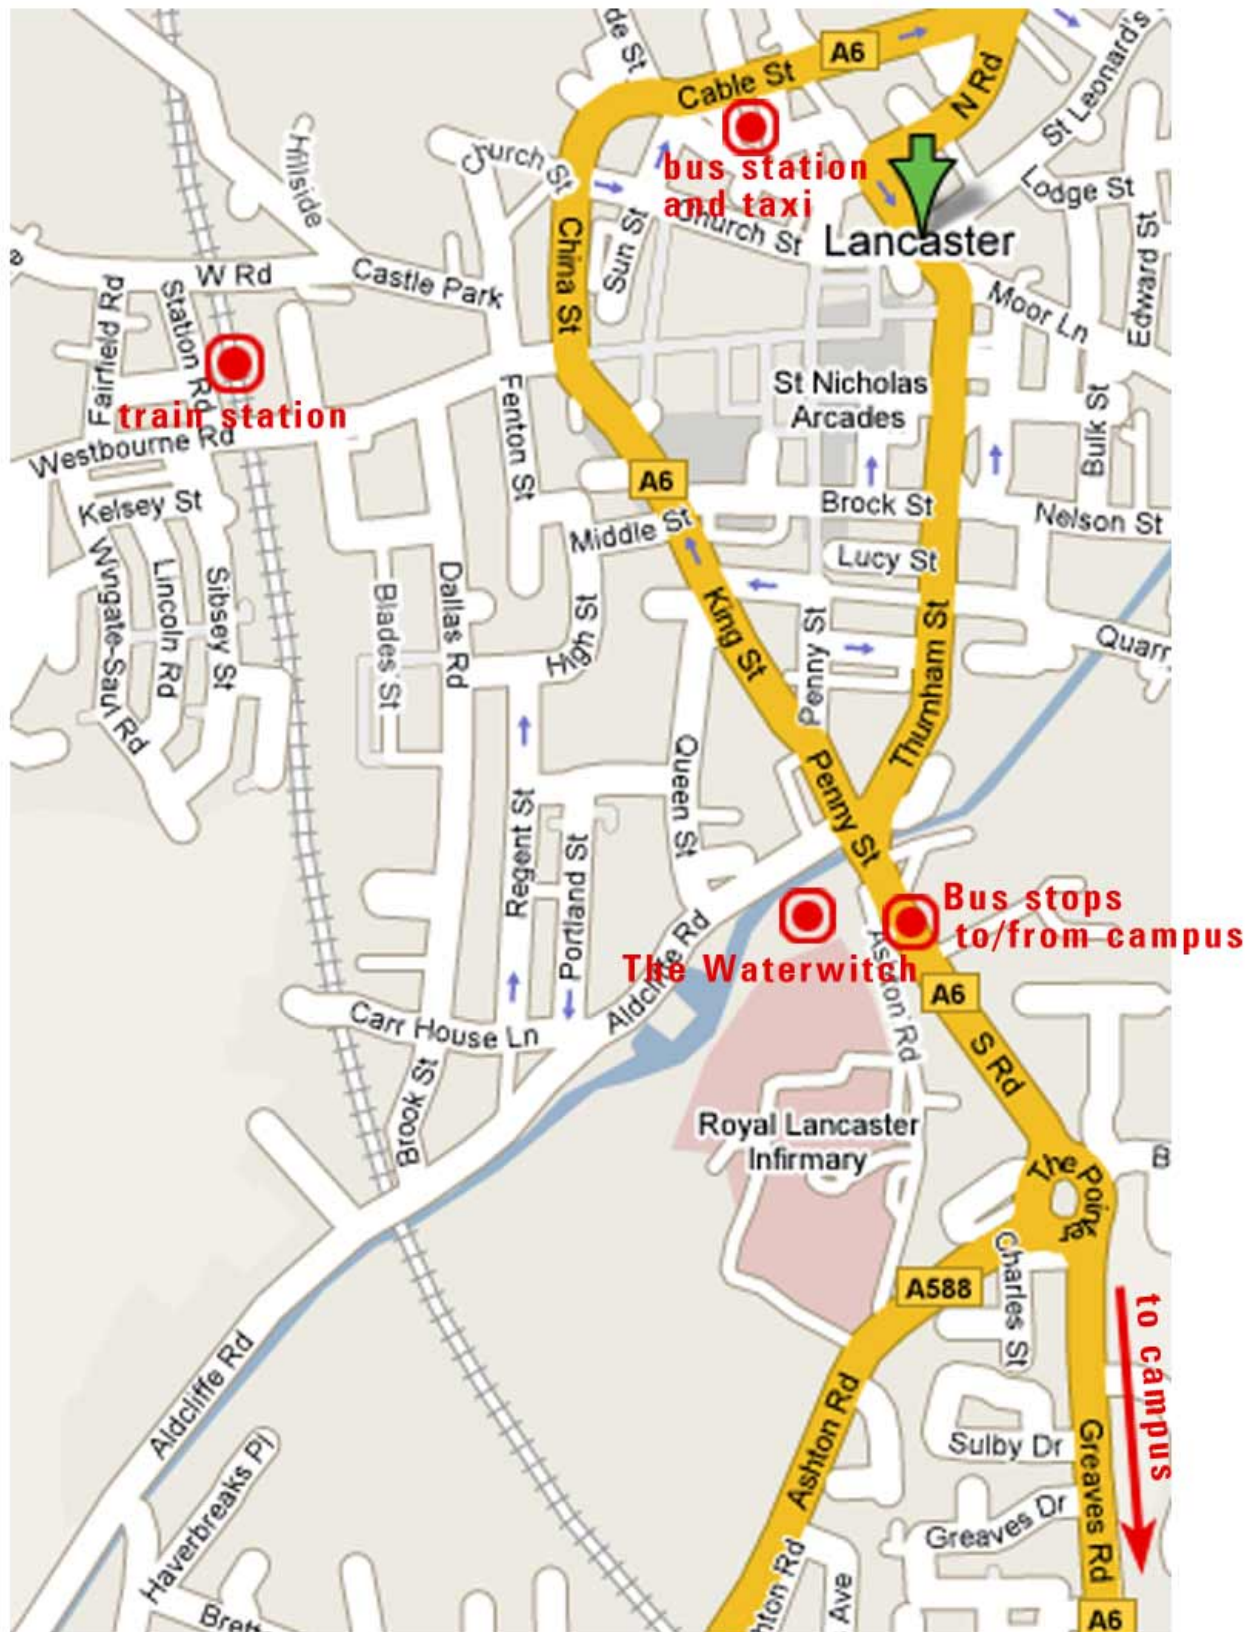 A6
Cable St
N Rd
St Leonard's
de St
Hillside
Church St
bus station
and taxi
Church St
Lodge St
Lancaster
China St
Sun St
Edward St
W Rd
Castle Park
Station Rd
Fairfield Rd
Moor Ln
train station
Westbourne Rd
Fenton St
St Nicholas
Arcades
Bulk St
A6
Kelsey St
Brock St
Nelson St
Middle St
Lucy St
Wingate-Saul Rd
Lincoln Rd
Sibsey St
Blades St
Dallas Rd
High St
King St
Penny St
Thurnham St
Quarr
Queen St
Penny St
Regent St
Portland St
Bus stops
to/from campus
The Waterwitch
Aldcliffe Rd
Ashton Rd
A6
Carr House Ln
S Rd
Brook St
Royal Lancaster
Infirmary
The Pointer
B
A588
Charles St
to campus
Aldcliffe Rd
Ashton Rd
Sulby Dr
Greaves Rd
Haverbreaks Pl
Greaves Dr
hton Rd
Ave
Brett
A6